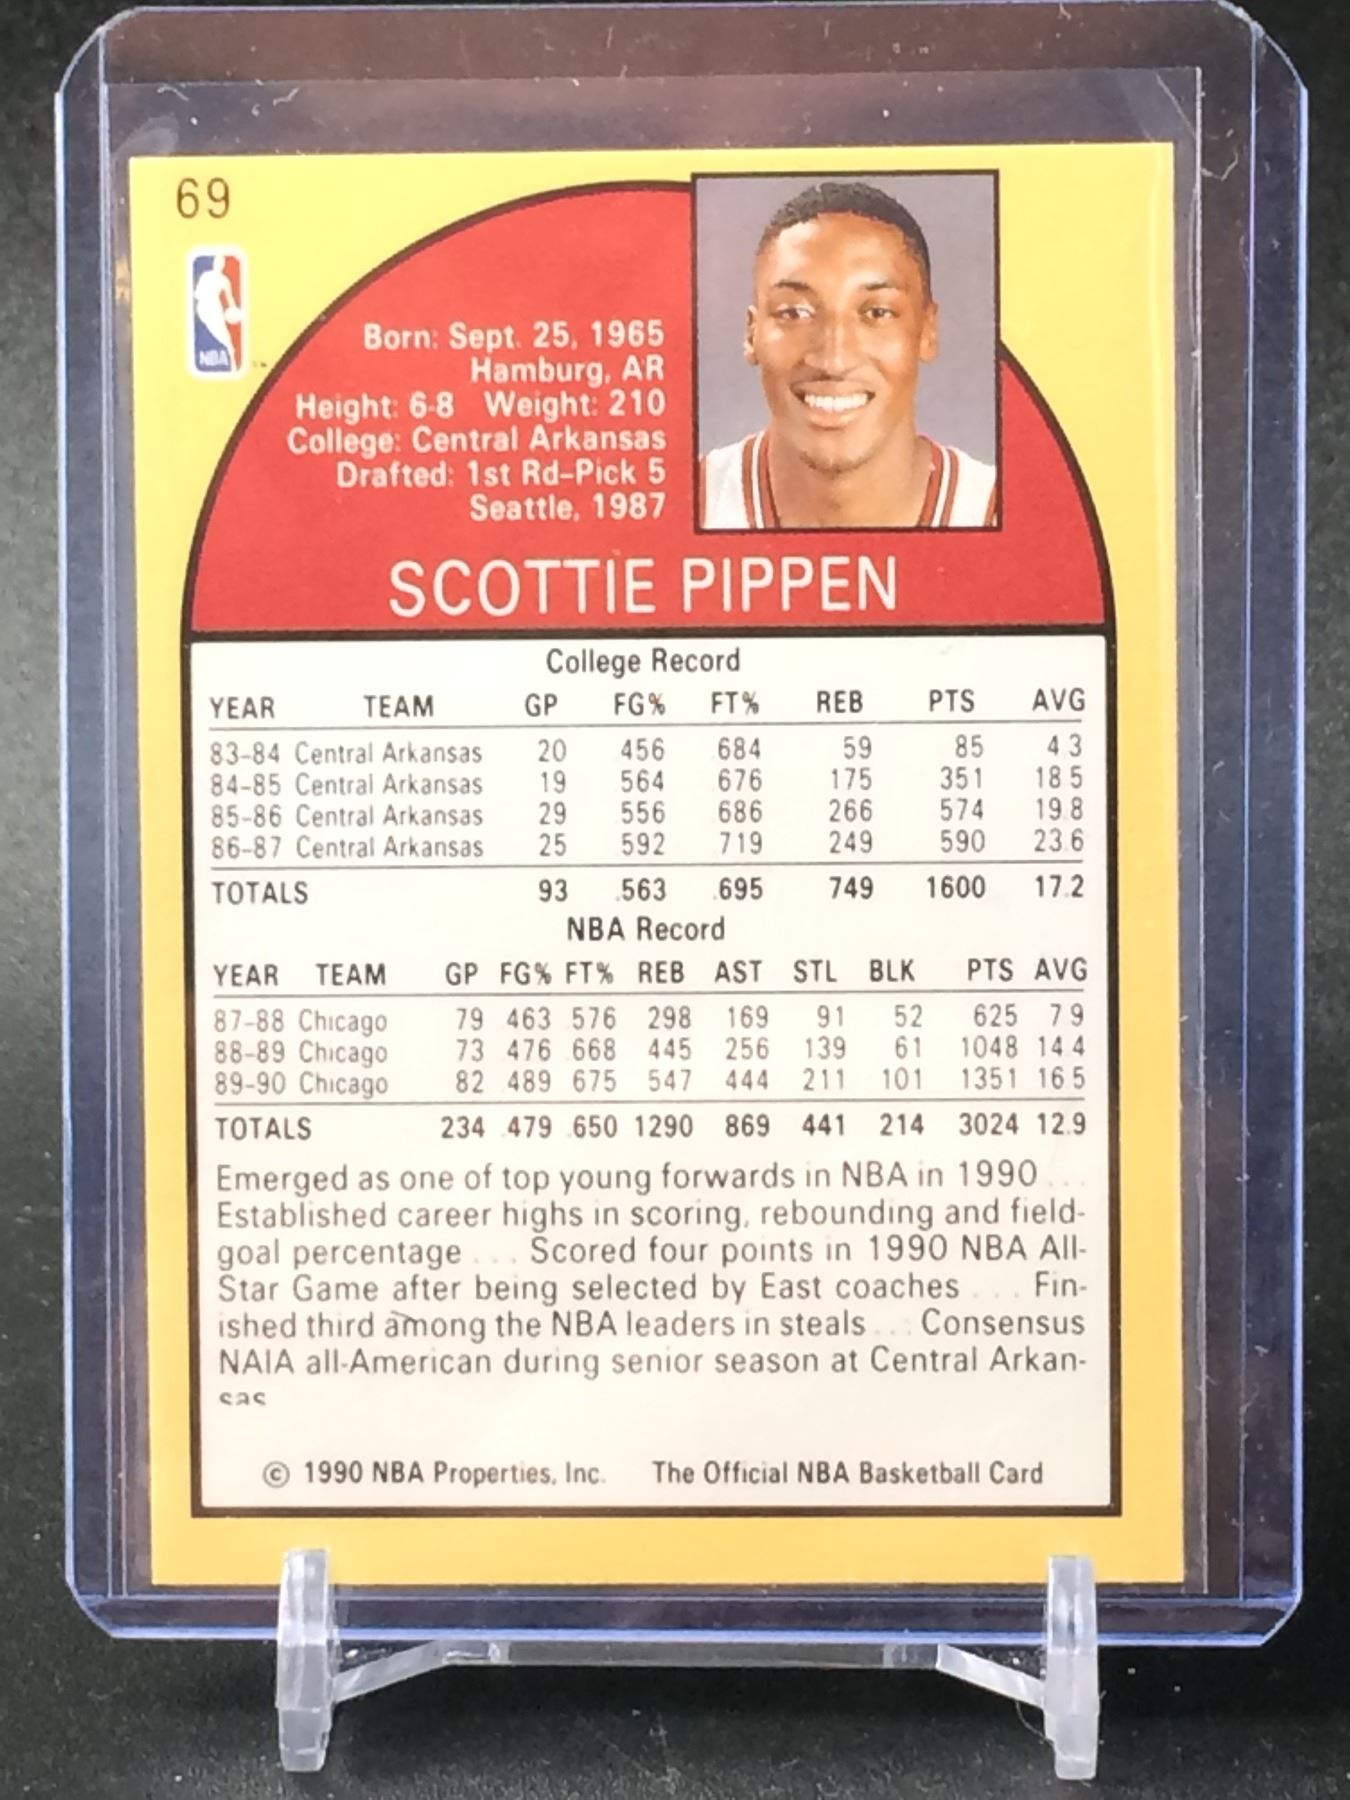 69
NBA
Born: Sept. 25, 1965
Hamburg, AR
Height: 6-8 Weight: 210
College: Central Arkansas
Drafted: 1st Rd-Pick 5
Seattle, 1987
SCOTTIE PIPPEN
College Record
YEAR TEAM GP FG% FT% REB PTS AVG
83-84 Central Arkansas 20 456 684 59 85 4.3
84-85 Central Arkansas 19 564 676 175 351 18.5
85-86 Central Arkansas 29 556 686 266 574 19.8
86-87 Central Arkansas 25 592 719 249 590 23.6
TOTALS 93 .563 .695 749 1600 17.2
NBA Record
YEAR TEAM GP FG% FT% REB AST STL BLK PTS AVG
87-88 Chicago 79 463 576 298 169 91 52 625 7.9
88-89 Chicago 73 476 668 445 256 139 61 1048 14.4
89-90 Chicago 82 489 675 547 444 211 101 1351 16.5
TOTALS 234 .479 .650 1290 869 441 214 3024 12.9
Emerged as one of top young forwards in NBA in 1990 ...
Established career highs in scoring, rebounding and field-
goal percentage ... Scored four points in 1990 NBA All-
Star Game after being selected by East coaches ... Fin-
ished third among the NBA leaders in steals ... Consensus
NAIA all-American during senior season at Central Arkan-
sas
© 1990 NBA Properties, Inc. The Official NBA Basketball Card